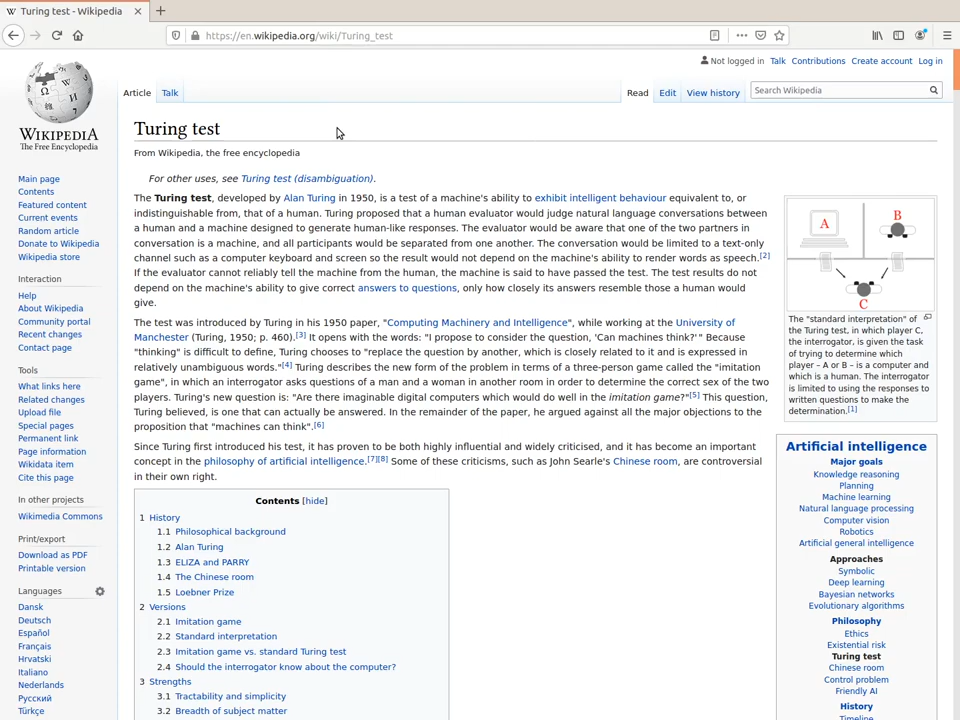 Turing test - Wikipedia
https://en.wikipedia.org/wiki/Turing_test
Not logged in Talk Contributions Create account Log in
Article Talk Read Edit View history Search Wikipedia
WIKIPEDIA
The Free Encyclopedia
Main page
Contents
Featured content
Current events
Random article
Donate to Wikipedia
Wikipedia store
Interaction
Help
About Wikipedia
Community portal
Recent changes
Contact page
Tools
What links here
Related changes
Upload file
Special pages
Permanent link
Page information
Wikidata item
Cite this page
In other projects
Wikimedia Commons
Print/export
Download as PDF
Printable version
Languages
Dansk
Deutsch
Español
Français
Hrvatski
Italiano
Nederlands
Русский
Türkçe
Turing test
From Wikipedia, the free encyclopedia
For other uses, see Turing test (disambiguation).
The Turing test, developed by Alan Turing in 1950, is a test of a machine's ability to exhibit intelligent behaviour equivalent to, or
indistinguishable from, that of a human. Turing proposed that a human evaluator would judge natural language conversations between
a human and a machine designed to generate human-like responses. The evaluator would be aware that one of the two partners in
conversation is a machine, and all participants would be separated from one another. The conversation would be limited to a text-only
channel such as a computer keyboard and screen so the result would not depend on the machine's ability to render words as speech.[2]
If the evaluator cannot reliably tell the machine from the human, the machine is said to have passed the test. The test results do not
depend on the machine's ability to give correct answers to questions, only how closely its answers resemble those a human would
give.
The test was introduced by Turing in his 1950 paper, "Computing Machinery and Intelligence", while working at the University of
Manchester (Turing, 1950; p. 460).[3] It opens with the words: "I propose to consider the question, 'Can machines think?'" Because
"thinking" is difficult to define, Turing chooses to "replace the question by another, which is closely related to it and is expressed in
relatively unambiguous words."[4] Turing describes the new form of the problem in terms of a three-person game called the "imitation
game", in which an interrogator asks questions of a man and a woman in another room in order to determine the correct sex of the two
players. Turing's new question is: "Are there imaginable digital computers which would do well in the imitation game?"[5] This question,
Turing believed, is one that can actually be answered. In the remainder of the paper, he argued against all the major objections to the
proposition that "machines can think".[6]
Since Turing first introduced his test, it has proven to be both highly influential and widely criticised, and it has become an important
concept in the philosophy of artificial intelligence.[7][8] Some of these criticisms, such as John Searle's Chinese room, are controversial
in their own right.
Contents [hide]
1 History
1.1 Philosophical background
1.2 Alan Turing
1.3 ELIZA and PARRY
1.4 The Chinese room
1.5 Loebner Prize
2 Versions
2.1 Imitation game
2.2 Standard interpretation
2.3 Imitation game vs. standard Turing test
2.4 Should the interrogator know about the computer?
3 Strengths
3.1 Tractability and simplicity
3.2 Breadth of subject matter
A
B
C
The "standard interpretation" of
the Turing test, in which player C,
the interrogator, is given the task
of trying to determine which
player – A or B – is a computer and
which is a human. The interrogator
is limited to using the responses to
written questions to make the
determination.[1]
Artificial intelligence
Major goals
Knowledge reasoning
Planning
Machine learning
Natural language processing
Computer vision
Robotics
Artificial general intelligence
Approaches
Symbolic
Deep learning
Bayesian networks
Evolutionary algorithms
Philosophy
Ethics
Existential risk
Turing test
Chinese room
Control problem
Friendly AI
History
Timeline